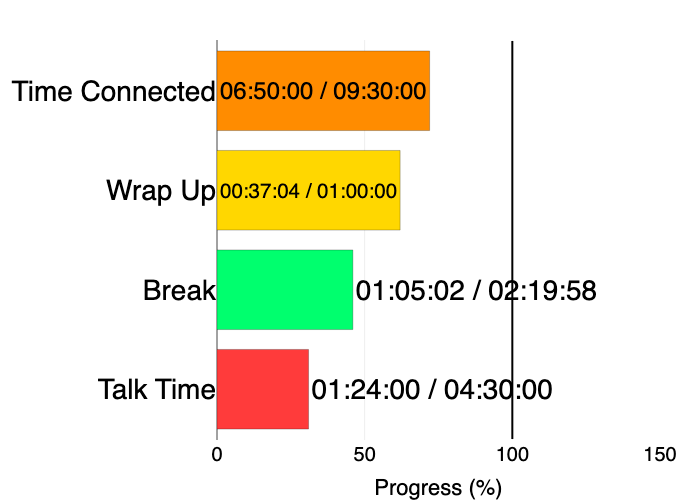 Time Connected 06:50:00 / 09:30:00
Wrap Up 00:37:04 / 01:00:00
Break 01:05:02 / 02:19:58
Talk Time 01:24:00 / 04:30:00
0 50 100 150
Progress (%)